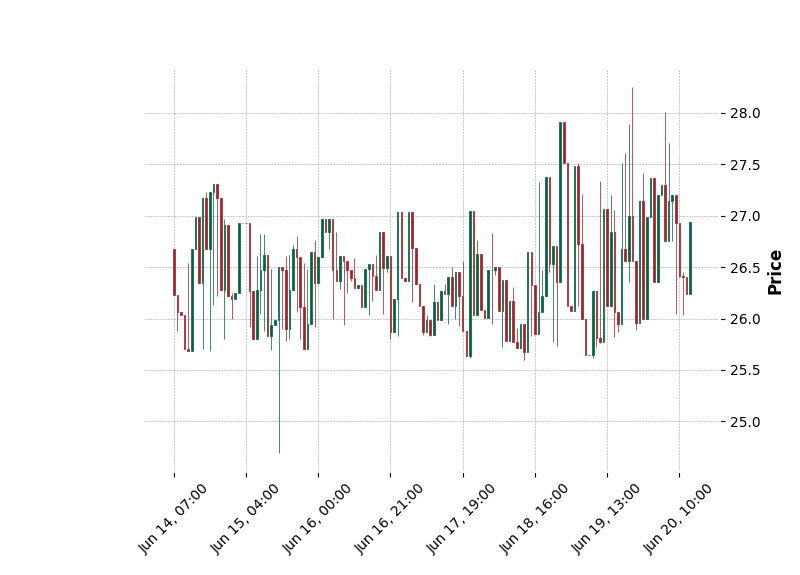 28.0
27.5
27.0
26.5
26.0
25.5
25.0
Price
Jun 14, 07:00
Jun 15, 04:00
Jun 16, 00:00
Jun 16, 21:00
Jun 17, 19:00
Jun 18, 16:00
Jun 19, 13:00
Jun 20, 10:00